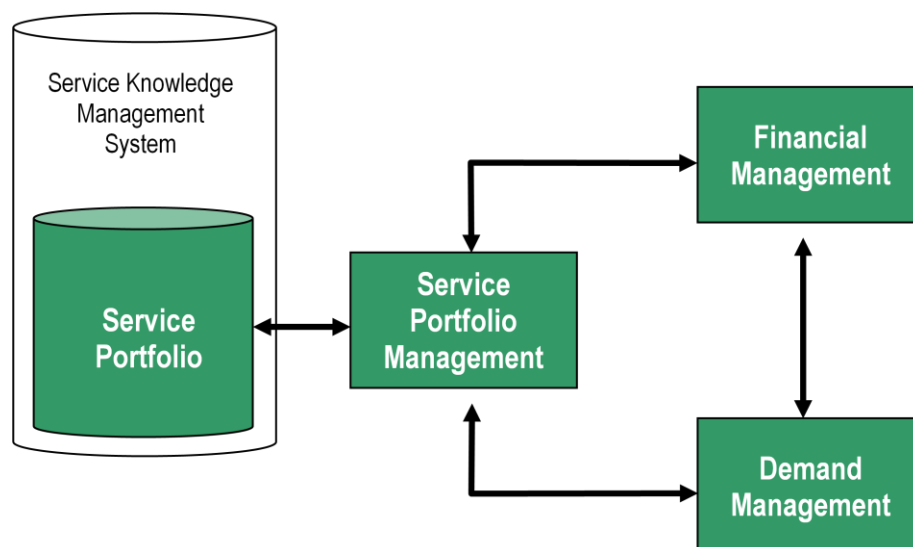 Service Knowledge
Management
System
Service
Portfolio
Service
Portfolio
Management
Financial
Management
Demand
Management